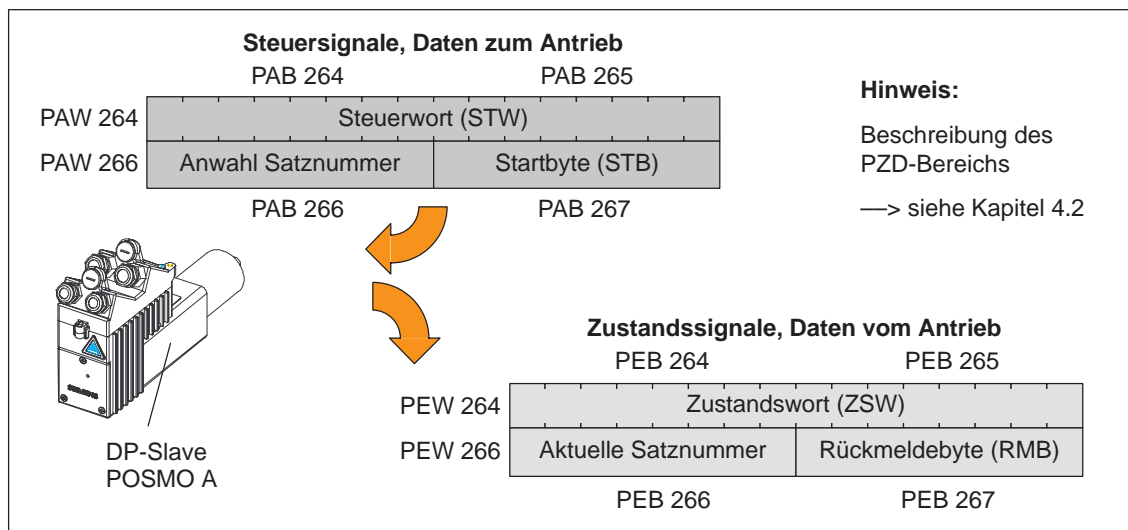 Steuersignale, Daten zum Antrieb
PAB 264 PAB 265
PAW 264 Steuerwort (STW)
PAW 266 Anwahl Satznummer Startbyte (STB)
PAB 266 PAB 267
Hinweis:
Beschreibung des
PZD-Bereichs
—> siehe Kapitel 4.2
DP-Slave
POSMO A
Zustandssignale, Daten vom Antrieb
PEB 264 PEB 265
PEW 264 Zustandswort (ZSW)
PEW 266 Aktuelle Satznummer Rückmeldebyte (RMB)
PEB 266 PEB 267